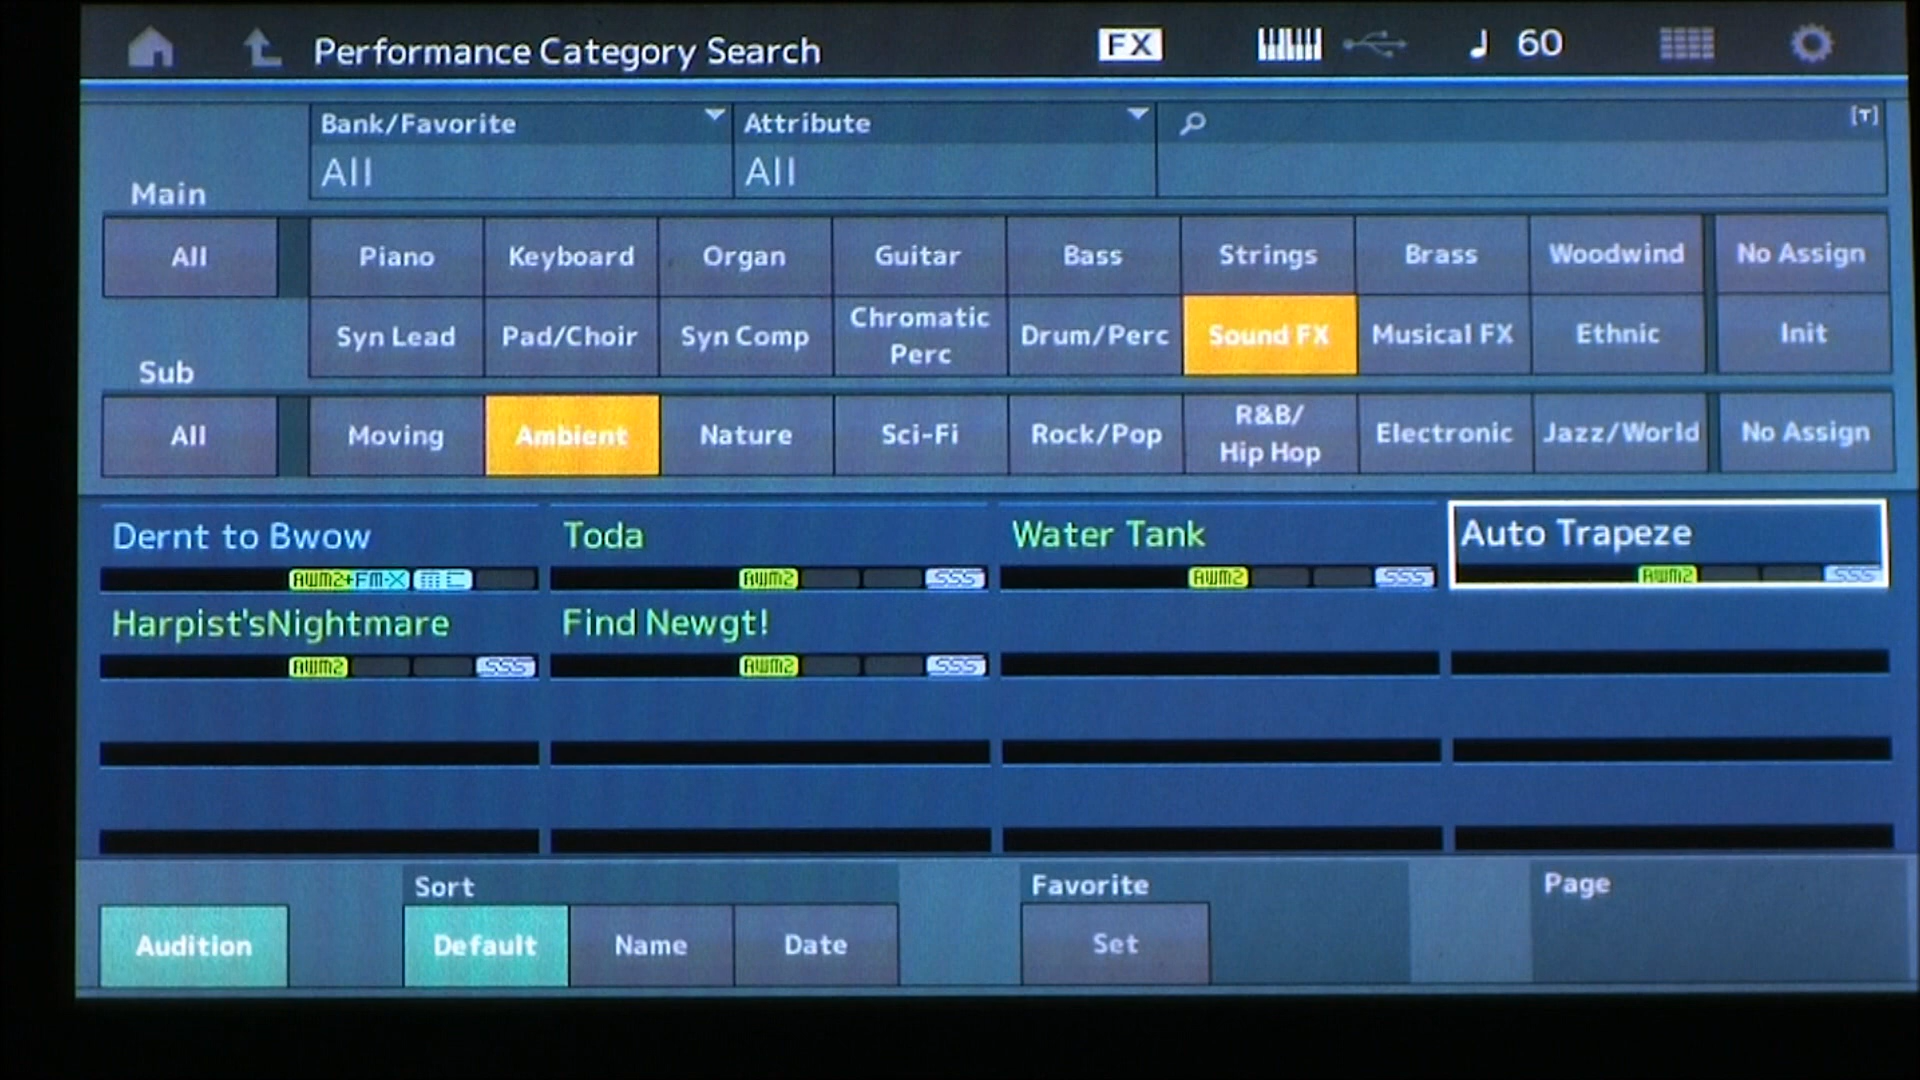 Performance Category Search FX 60
Bank/Favorite Attribute [T]
All All
Main
All Piano Keyboard Organ Guitar Bass Strings Brass Woodwind No Assign
Syn Lead Pad/Choir Syn Comp Chromatic Perc Drum/Perc Sound FX Musical FX Ethnic Init
Sub
All Moving Ambient Nature Sci-Fi Rock/Pop R&B/ Hip Hop Electronic Jazz/World No Assign
Dernt to Bwow Toda Water Tank Auto Trapeze
AWM2+FM-X MC AWM2 SSS AWM2 SSS AWM2 SSS
Harpist'sNightmare Find Newgt!
AWM2 SSS AWM2 SSS
Sort Favorite Page
Audition Default Name Date Set